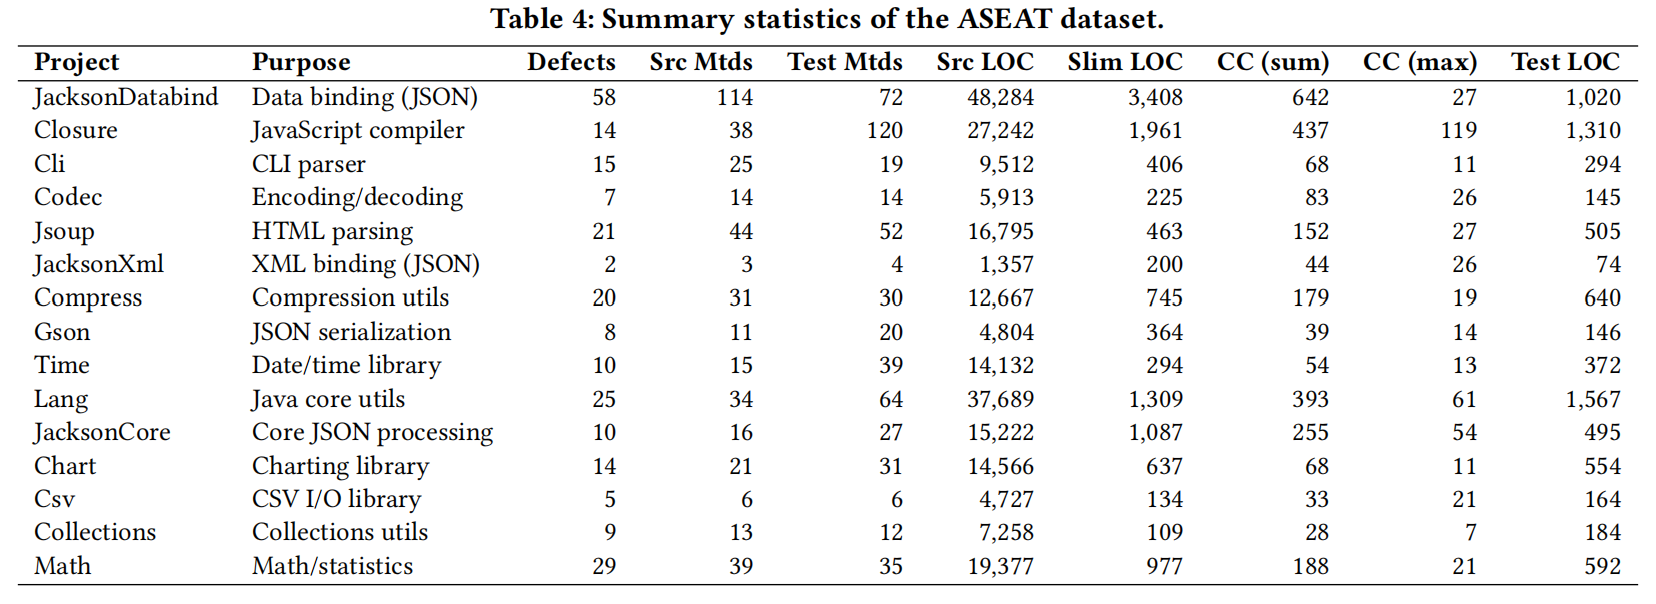 Table 4: Summary statistics of the ASEAT dataset.
Project Purpose Defects Src Mtds Test Mtds Src LOC Slim LOC CC (sum) CC (max) Test LOC
JacksonDatabind Data binding (JSON) 58 114 72 48,284 3,408 642 27 1,020
Closure JavaScript compiler 14 38 120 27,242 1,961 437 119 1,310
Cli CLI parser 15 25 19 9,512 406 68 11 294
Codec Encoding/decoding 7 14 14 5,913 225 83 26 145
Jsoup HTML parsing 21 44 52 16,795 463 152 27 505
JacksonXml XML binding (JSON) 2 3 4 1,357 200 44 26 74
Compress Compression utils 20 31 30 12,667 745 179 19 640
Gson JSON serialization 8 11 20 4,804 364 39 14 146
Time Date/time library 10 15 39 14,132 294 54 13 372
Lang Java core utils 25 34 64 37,689 1,309 393 61 1,567
JacksonCore Core JSON processing 10 16 27 15,222 1,087 255 54 495
Chart Charting library 14 21 31 14,566 637 68 11 554
Csv CSV I/O library 5 6 6 4,727 134 33 21 164
Collections Collections utils 9 13 12 7,258 109 28 7 184
Math Math/statistics 29 39 35 19,377 977 188 21 592